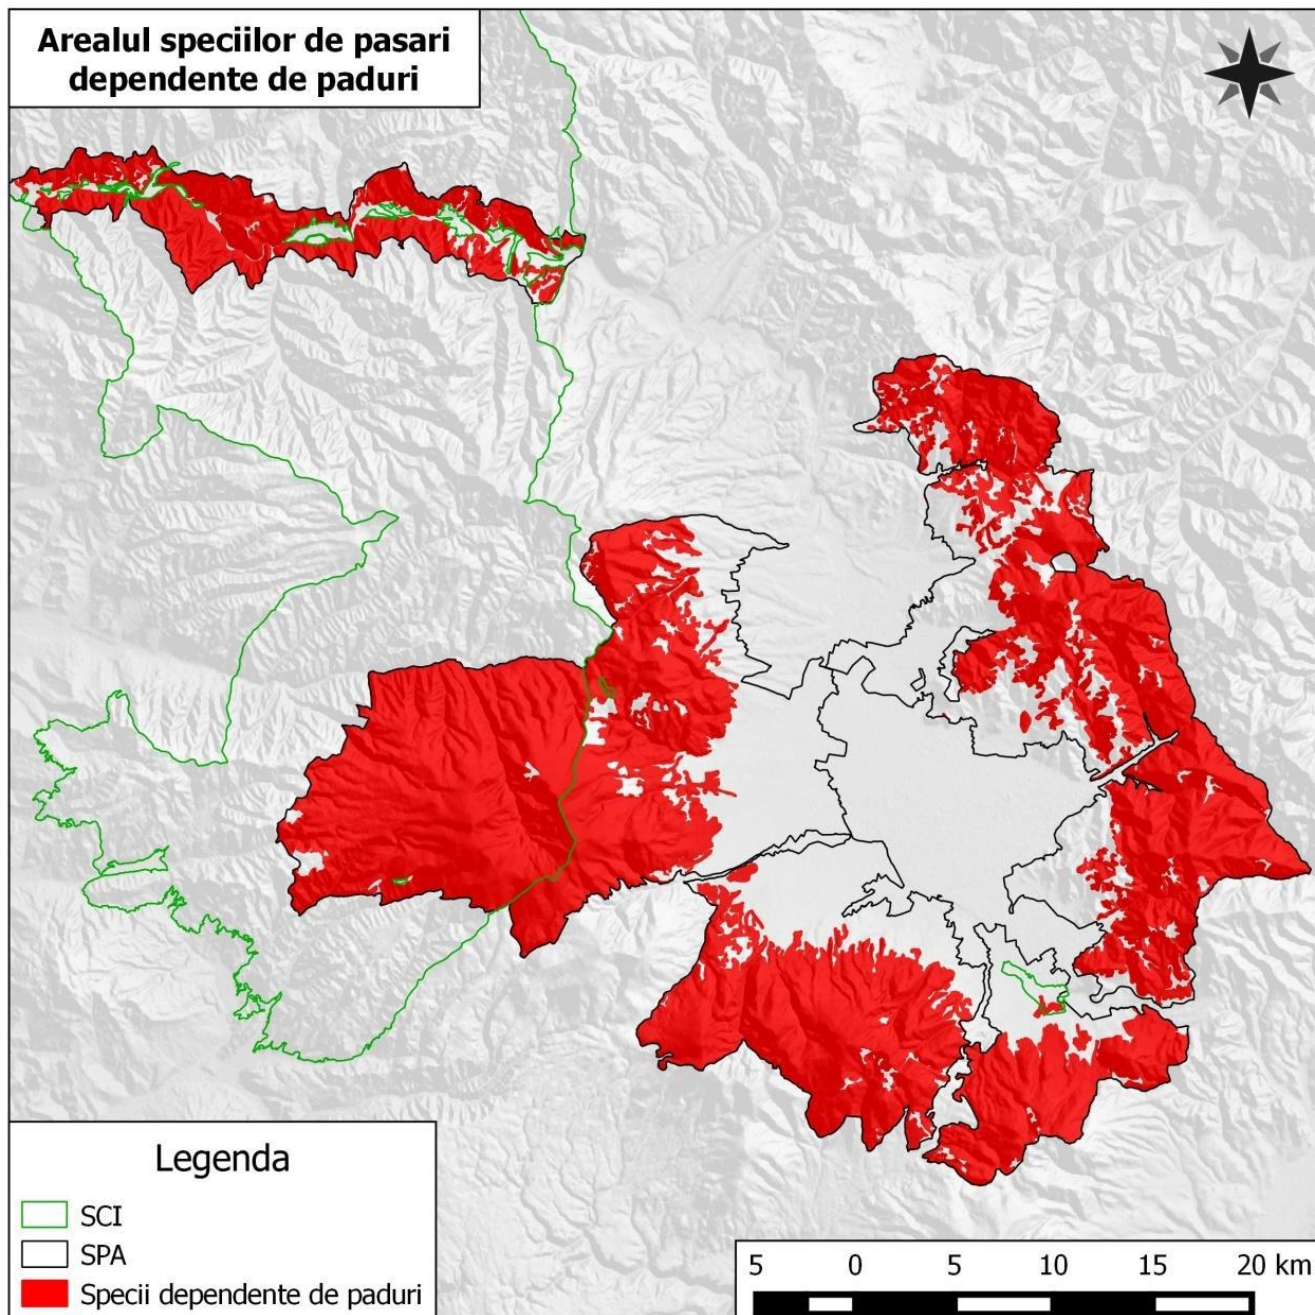 Arealul speciilor de pasari
dependente de paduri
Legenda
SCI
SPA
Specii dependente de paduri
5 0 5 10 15 20 km